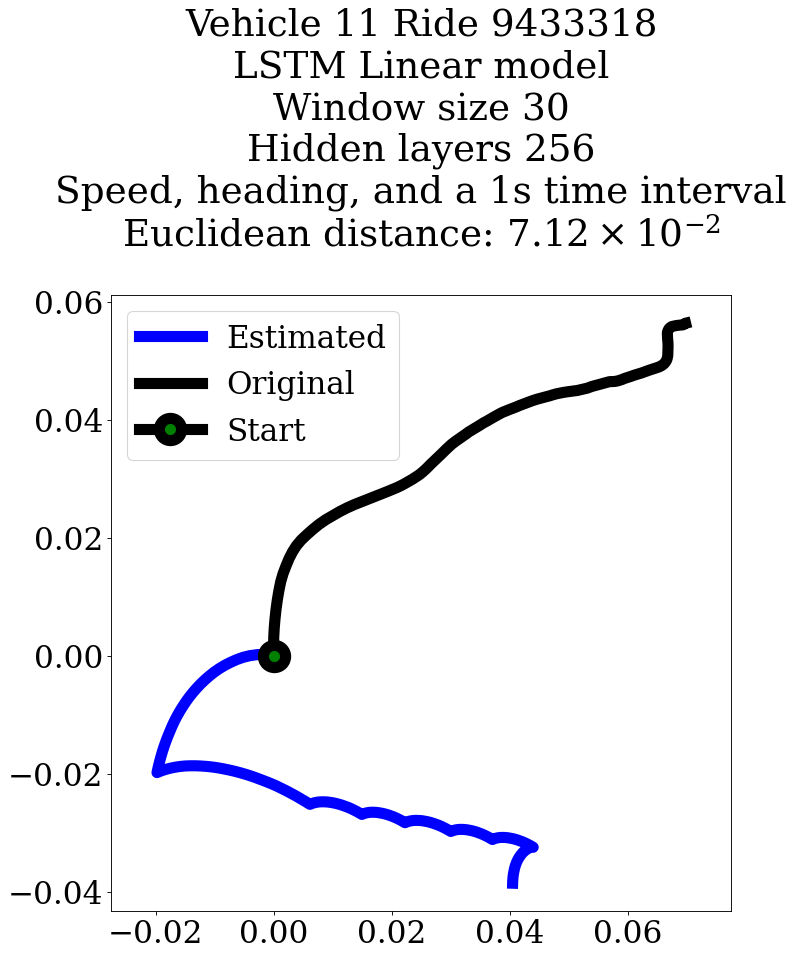 Vehicle 11 Ride 9433318
LSTM Linear model
Window size 30
Hidden layers 256
Speed, heading, and a 1s time interval
Euclidean distance: 7.12 × 10⁻²
Estimated
Original
Start
0.06
0.04
0.02
0.00
−0.02
−0.04
−0.02 0.00 0.02 0.04 0.06